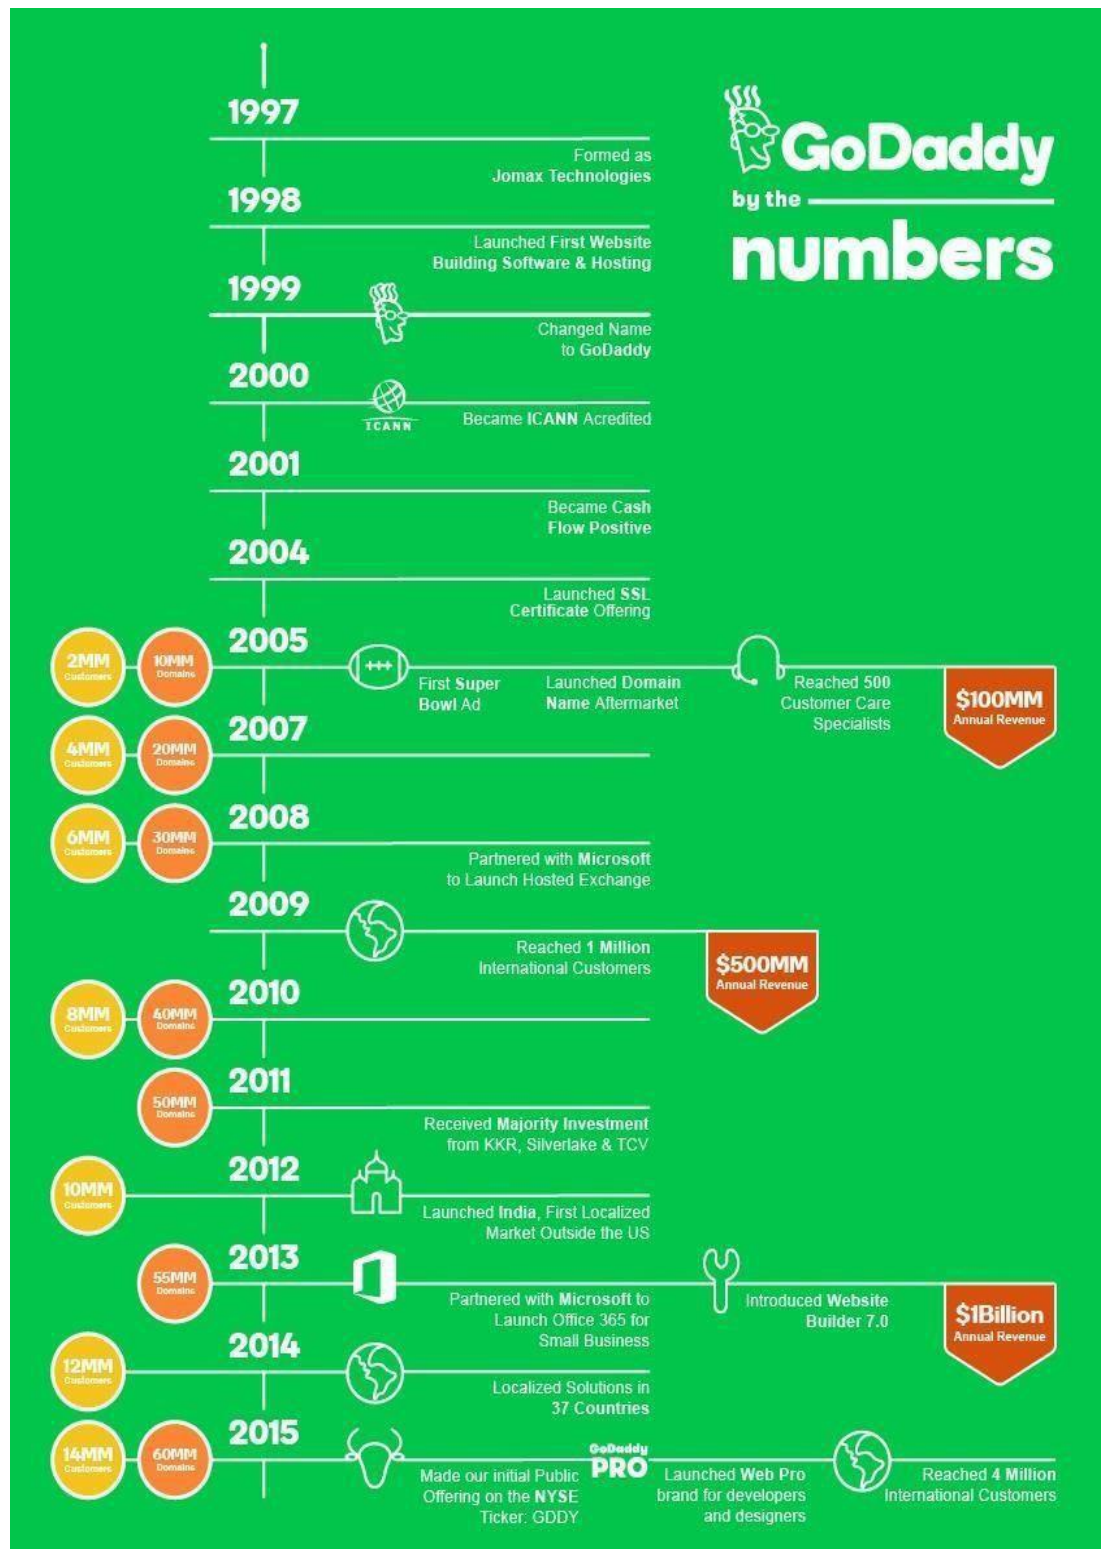 GoDaddy
by the
numbers
1997
Formed as
Jomax Technologies
1998
Launched First Website
Building Software & Hosting
1999
Changed Name
to GoDaddy
2000
ICANN
Became ICANN Acredited
2001
Became Cash
Flow Positive
2004
Launched SSL
Certificate Offering
2005
2MM
Customers
10MM
Domains
First Super
Bowl Ad
Launched Domain
Name Aftermarket
Reached 500
Customer Care
Specialists
$100MM
Annual Revenue
2007
4MM
Customers
20MM
Domains
2008
6MM
Customers
30MM
Domains
Partnered with Microsoft
to Launch Hosted Exchange
2009
Reached 1 Million
International Customers
$500MM
Annual Revenue
2010
8MM
Customers
40MM
Domains
2011
50MM
Domains
Received Majority Investment
from KKR, Silverlake & TCV
2012
10MM
Customers
Launched India, First Localized
Market Outside the US
2013
55MM
Domains
Partnered with Microsoft to
Launch Office 365 for
Small Business
Introduced Website
Builder 7.0
$1Billion
Annual Revenue
2014
12MM
Customers
Localized Solutions in
37 Countries
2015
14MM
Customers
60MM
Domains
Made our initial Public
Offering on the NYSE
Ticker: GDDY
GoDaddy
PRO
Launched Web Pro
brand for developers
and designers
Reached 4 Million
International Customers